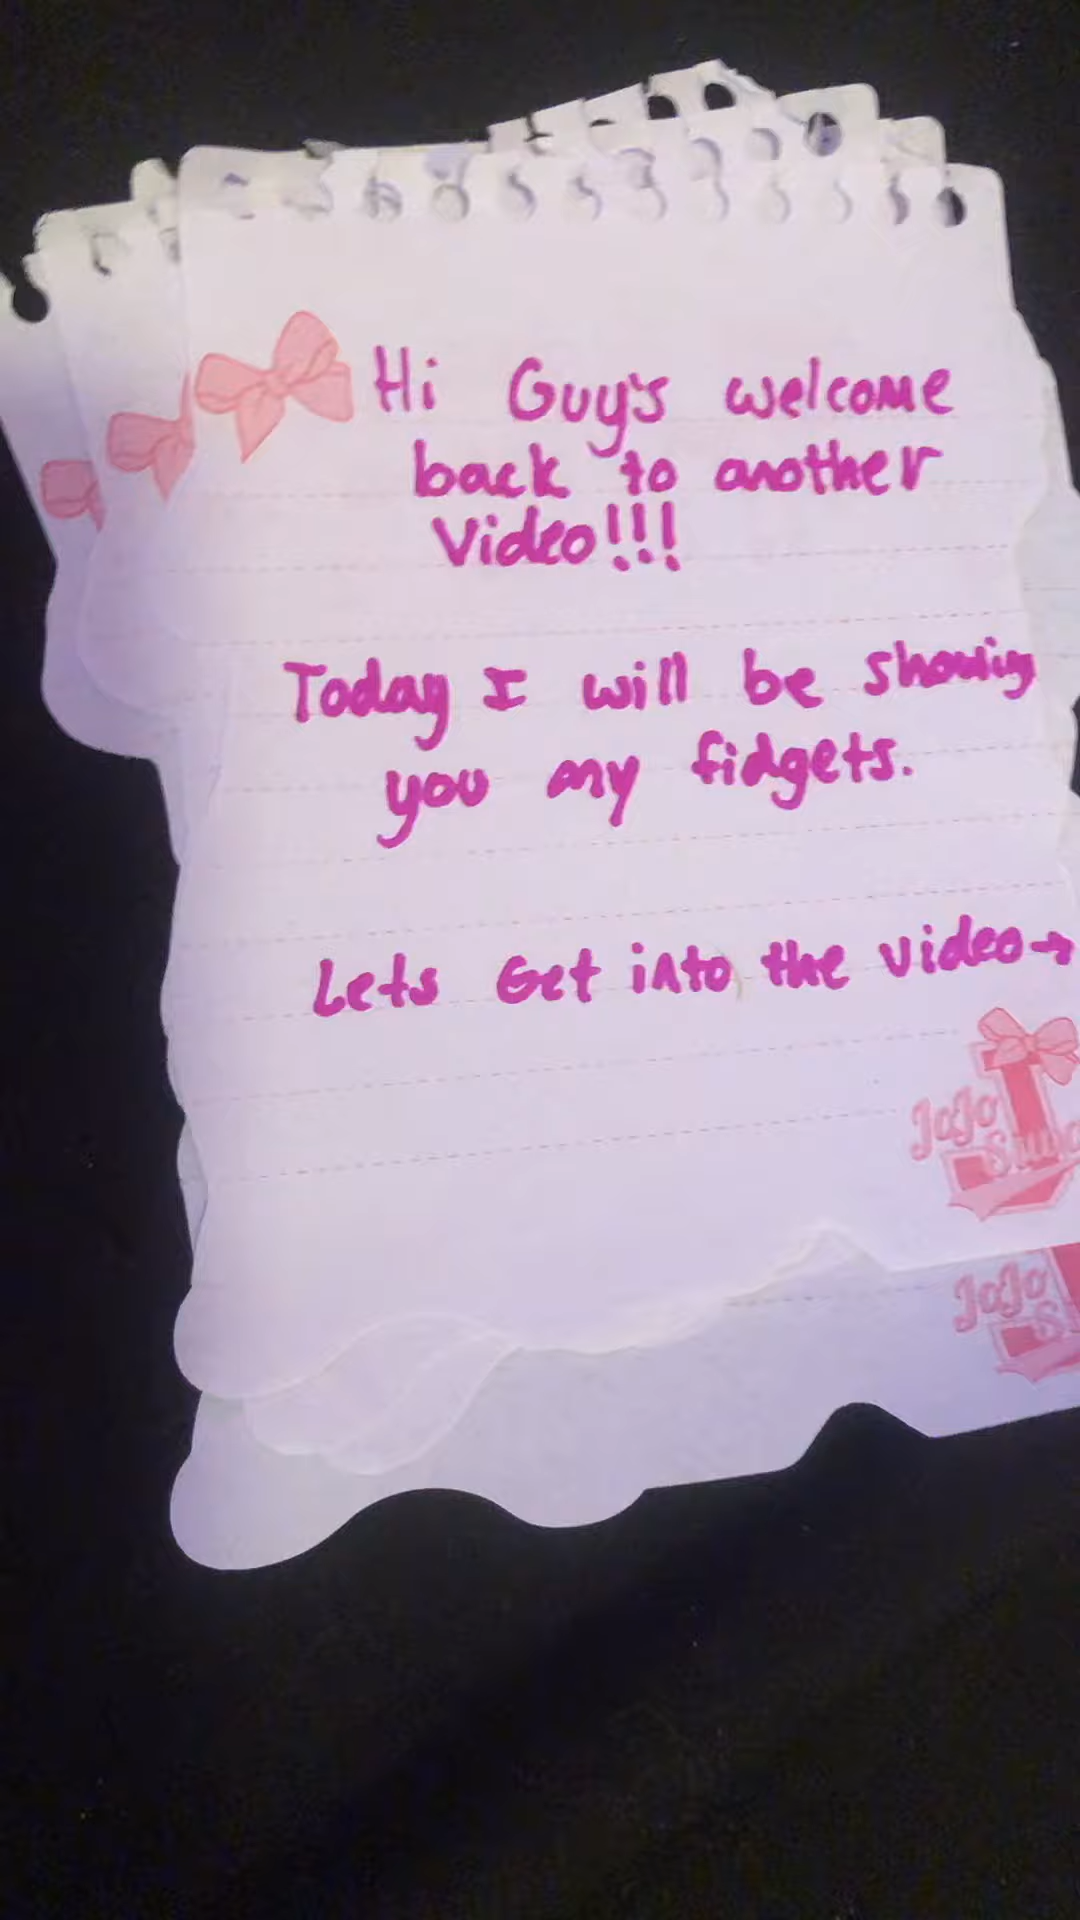 Hi Guy's welcome
back to another
Video!!!
Today I will be showing
you my fidgets.
Lets Get into the video→
JoJo
Siwa
JoJo